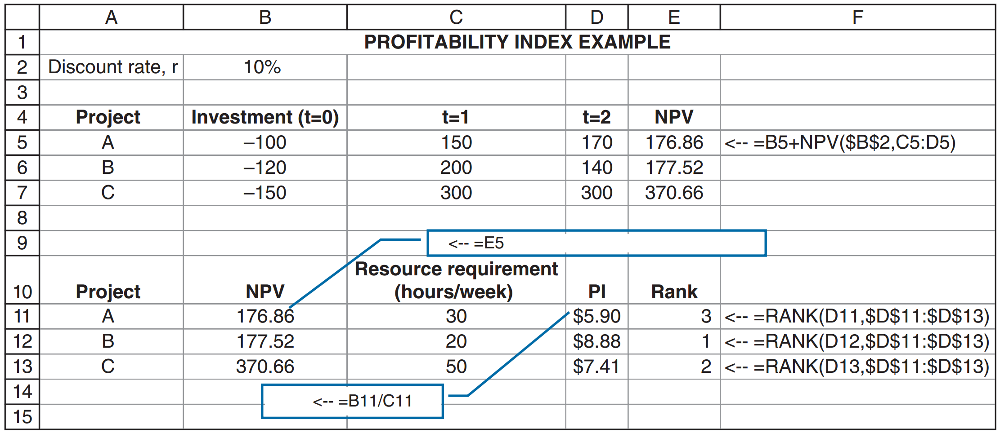 A B C D E F
1 PROFITABILITY INDEX EXAMPLE
2 Discount rate, r 10%
3
4 Project Investment (t=0) t=1 t=2 NPV
5 A –100 150 170 176.86 <-- =B5+NPV($B$2,C5:D5)
6 B –120 200 140 177.52
7 C –150 300 300 370.66
8
9 <-- =E5
Resource requirement
10 Project NPV (hours/week) PI Rank
11 A 176.86 30 $5.90 3 <-- =RANK(D11,$D$11:$D$13)
12 B 177.52 20 $8.88 1 <-- =RANK(D12,$D$11:$D$13)
13 C 370.66 50 $7.41 2 <-- =RANK(D13,$D$11:$D$13)
14 <-- =B11/C11
15